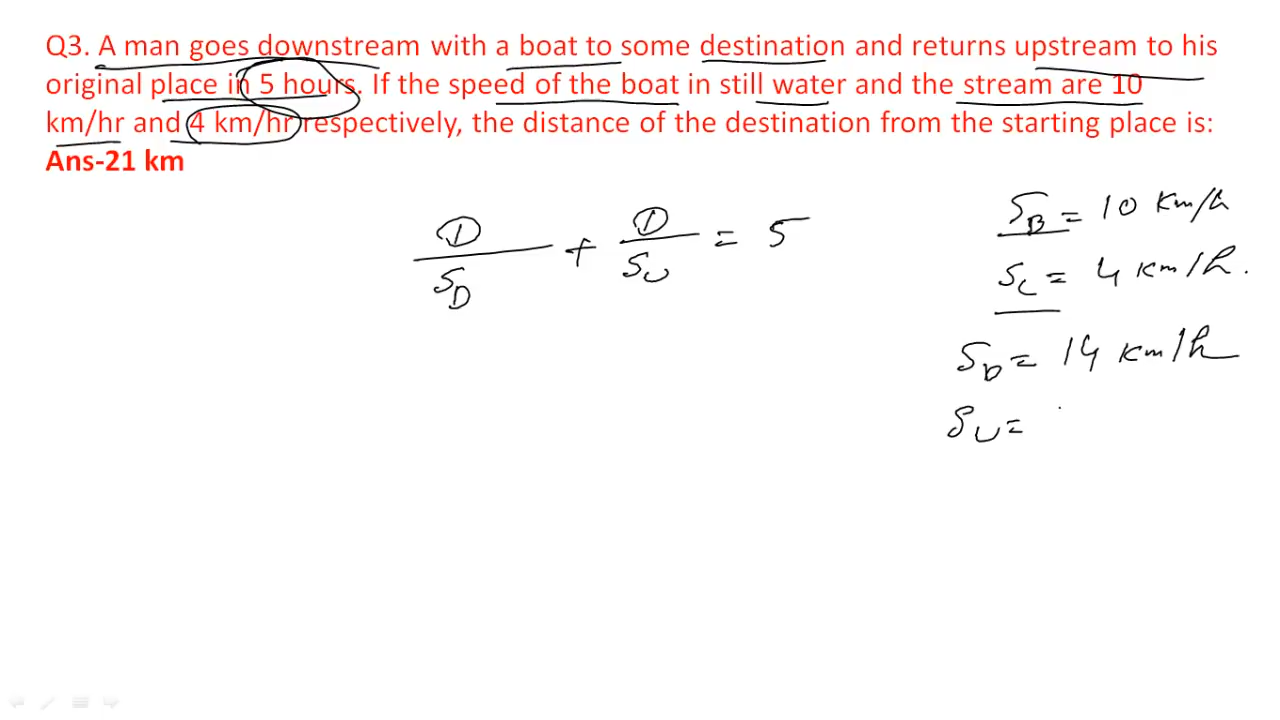 Q3. A man goes downstream with a boat to some destination and returns upstream to his
original place in 5 hours. If the speed of the boat in still water and the stream are 10
km/hr and 4 km/hr respectively, the distance of the destination from the starting place is:
Ans-21 km
D/S_D + D/S_U = 5
S_B = 10 Km/h
S_C = 4 Km/h.
S_D = 14 Km/h
S_U =